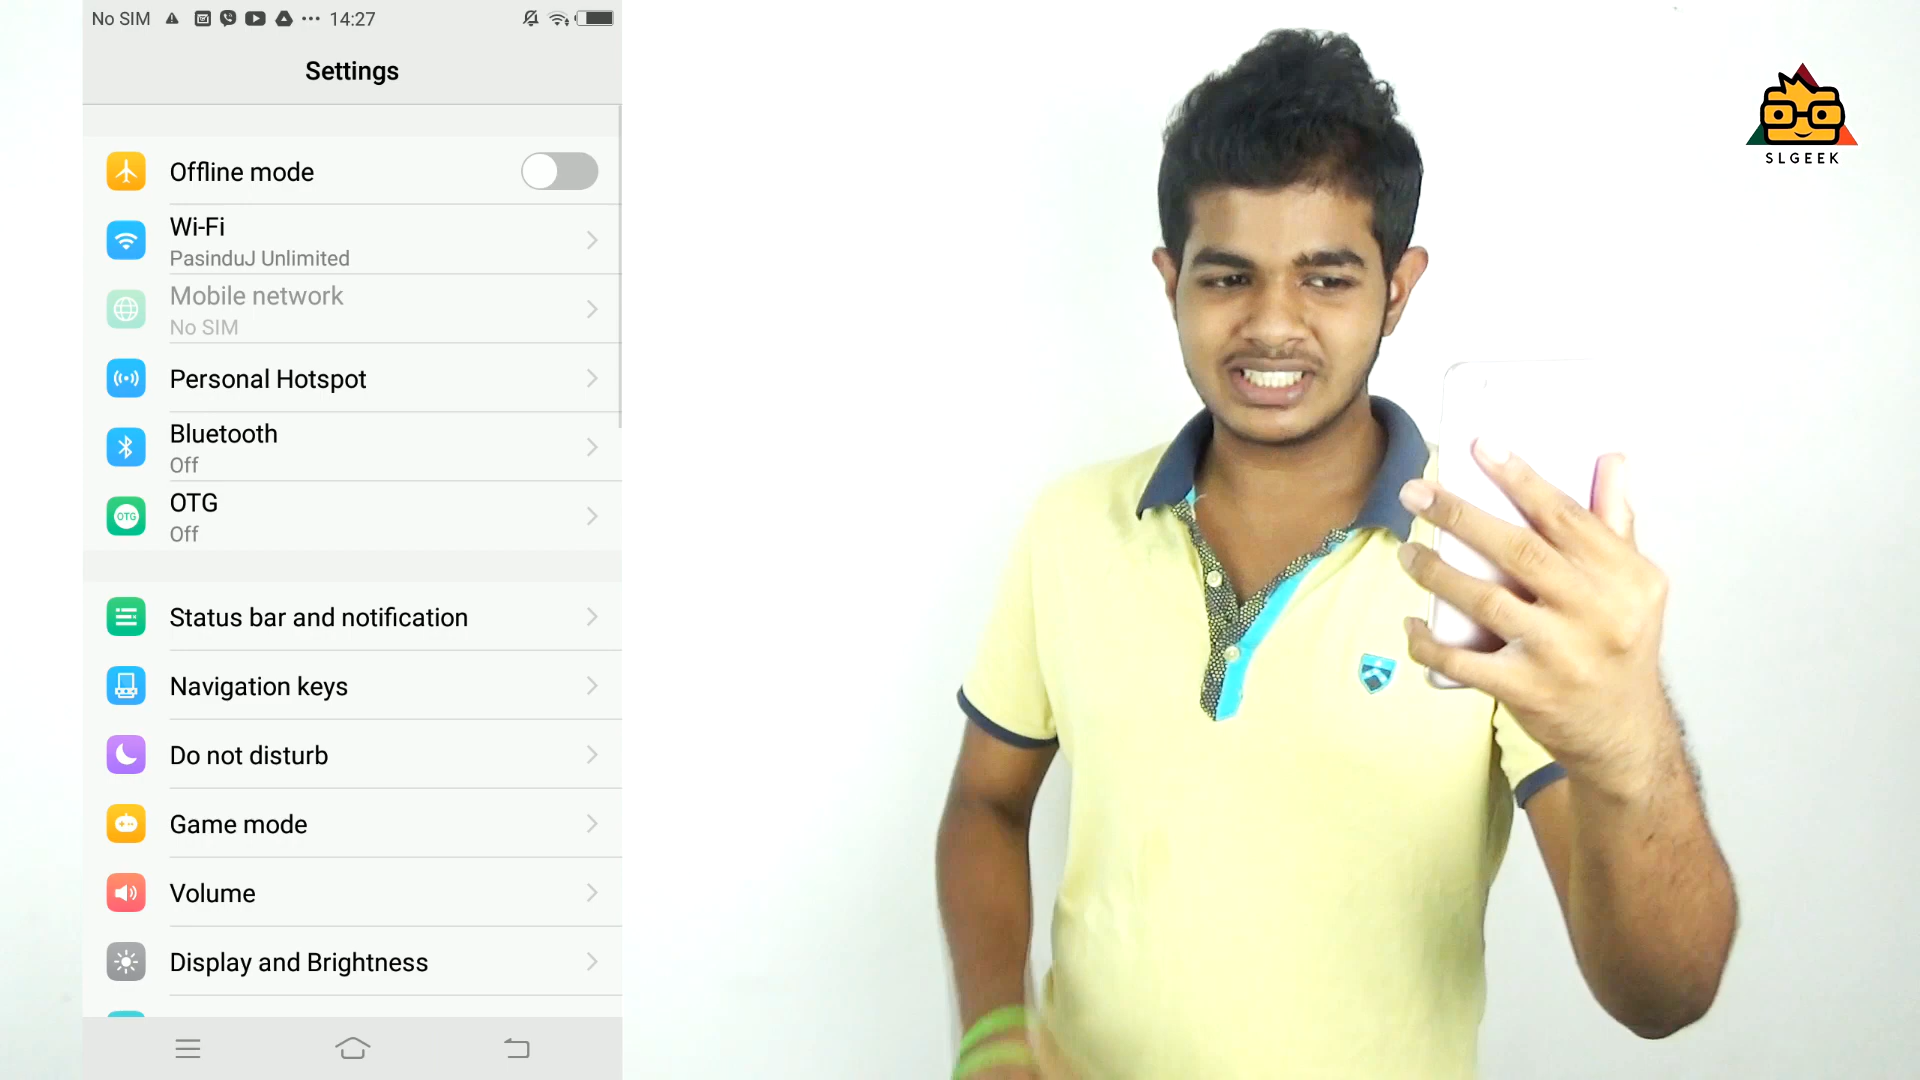 No SIM 14:27
Settings
Offline mode
Wi-Fi
PasinduJ Unlimited
Mobile network
No SIM
Personal Hotspot
Bluetooth
Off
OTG
OTG
Off
Status bar and notification
Navigation keys
Do not disturb
Game mode
Volume
Display and Brightness
SLGEEK